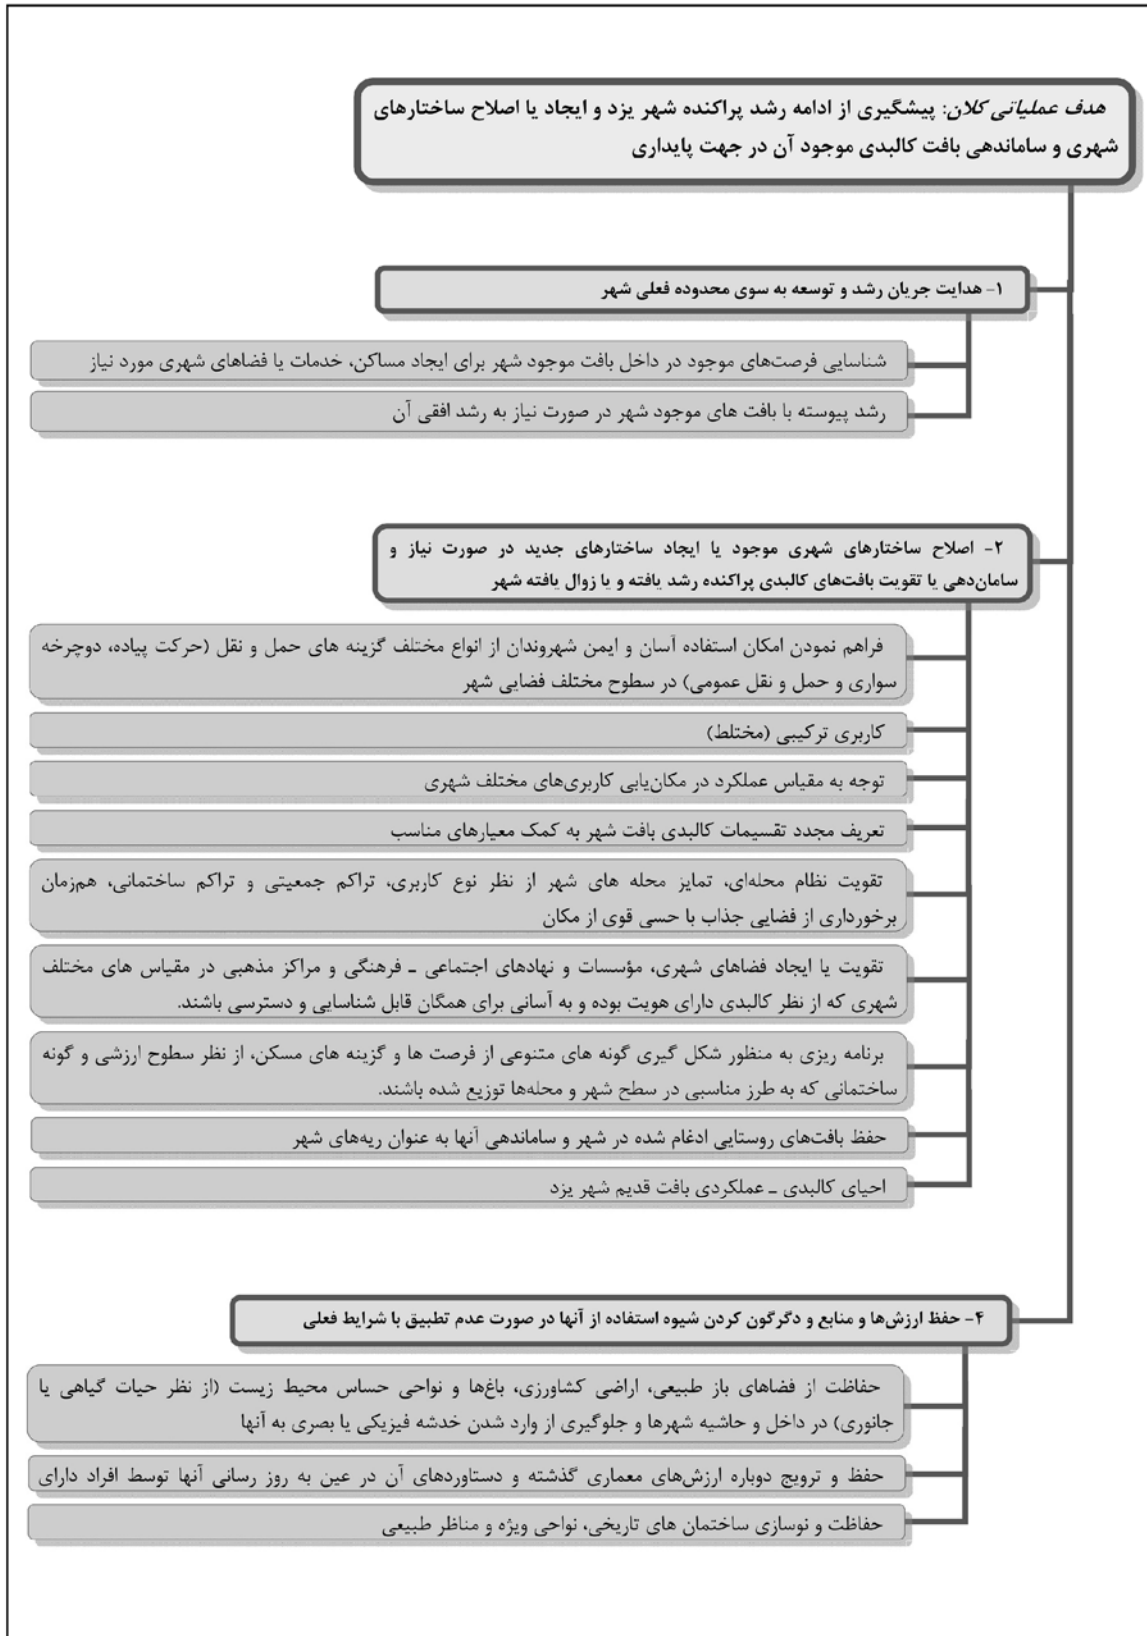 هدف عملیاتی کلان: پیشگیری از ادامه رشد پراکنده شهر یزد و ایجاد یا اصلاح ساختارهای
شهری و ساماندهی بافت کالبدی موجود آن در جهت پایداری
۱- هدایت جریان رشد و توسعه به سوی محدوده فعلی شهر
شناسایی فرصت‌های موجود در داخل بافت موجود شهر برای ایجاد مساکن، خدمات یا فضاهای شهری مورد نیاز
رشد پیوسته با بافت های موجود شهر در صورت نیاز به رشد افقی آن
۲- اصلاح ساختارهای شهری موجود یا ایجاد ساختارهای جدید در صورت نیاز و
سامان‌دهی یا تقویت بافت‌های کالبدی پراکنده رشد یافته و یا زوال یافته شهر
فراهم نمودن امکان استفاده آسان و ایمن شهروندان از انواع مختلف گزینه های حمل و نقل (حرکت پیاده، دوچرخه
سواری و حمل و نقل عمومی) در سطوح مختلف فضایی شهر
کاربری ترکیبی (مختلط)
توجه به مقیاس عملکرد در مکان‌یابی کاربری‌های مختلف شهری
تعریف مجدد تقسیمات کالبدی بافت شهر به کمک معیارهای مناسب
تقویت نظام محله‌ای، تمایز محله های شهر از نظر نوع کاربری، تراکم جمعیتی و تراکم ساختمانی، هم‌زمان
برخورداری از فضایی جذاب با حسی قوی از مکان
تقویت یا ایجاد فضاهای شهری، مؤسسات و نهادهای اجتماعی ـ فرهنگی و مراکز مذهبی در مقیاس های مختلف
شهری که از نظر کالبدی دارای هویت بوده و به آسانی برای همگان قابل شناسایی و دسترسی باشند.
برنامه ریزی به منظور شکل گیری گونه های متنوعی از فرصت ها و گزینه های مسکن، از نظر سطوح ارزشی و گونه
ساختمانی که به طرز مناسبی در سطح شهر و محله‌ها توزیع شده باشند.
حفظ بافت‌های روستایی ادغام شده در شهر و ساماندهی آنها به عنوان ریه‌های شهر
احیای کالبدی ـ عملکردی بافت قدیم شهر یزد
۴- حفظ ارزش‌ها و منابع و دگرگون کردن شیوه استفاده از آنها در صورت عدم تطبیق با شرایط فعلی
حفاظت از فضاهای باز طبیعی، اراضی کشاورزی، باغ‌ها و نواحی حساس محیط زیست (از نظر حیات گیاهی یا
جانوری) در داخل و حاشیه شهرها و جلوگیری از وارد شدن خدشه فیزیکی یا بصری به آنها
حفظ و ترویج دوباره ارزش‌های معماری گذشته و دستاوردهای آن در عین به روز رسانی آنها توسط افراد دارای
حفاظت و نوسازی ساختمان های تاریخی، نواحی ویژه و مناظر طبیعی